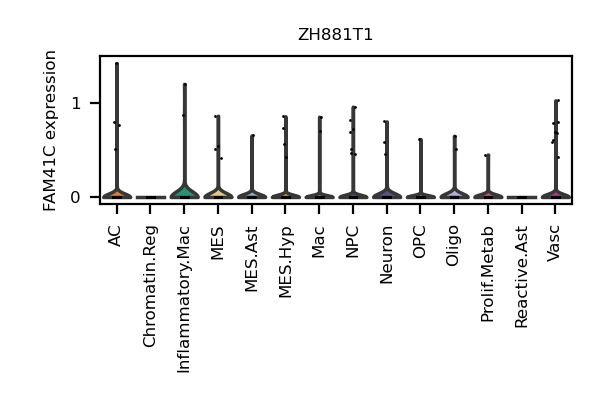 ZH881T1
FAM41C expression
1
0
AC
Chromatin.Reg
Inflammatory.Mac
MES
MES.Ast
MES.Hyp
Mac
NPC
Neuron
OPC
Oligo
Prolif.Metab
Reactive.Ast
Vasc